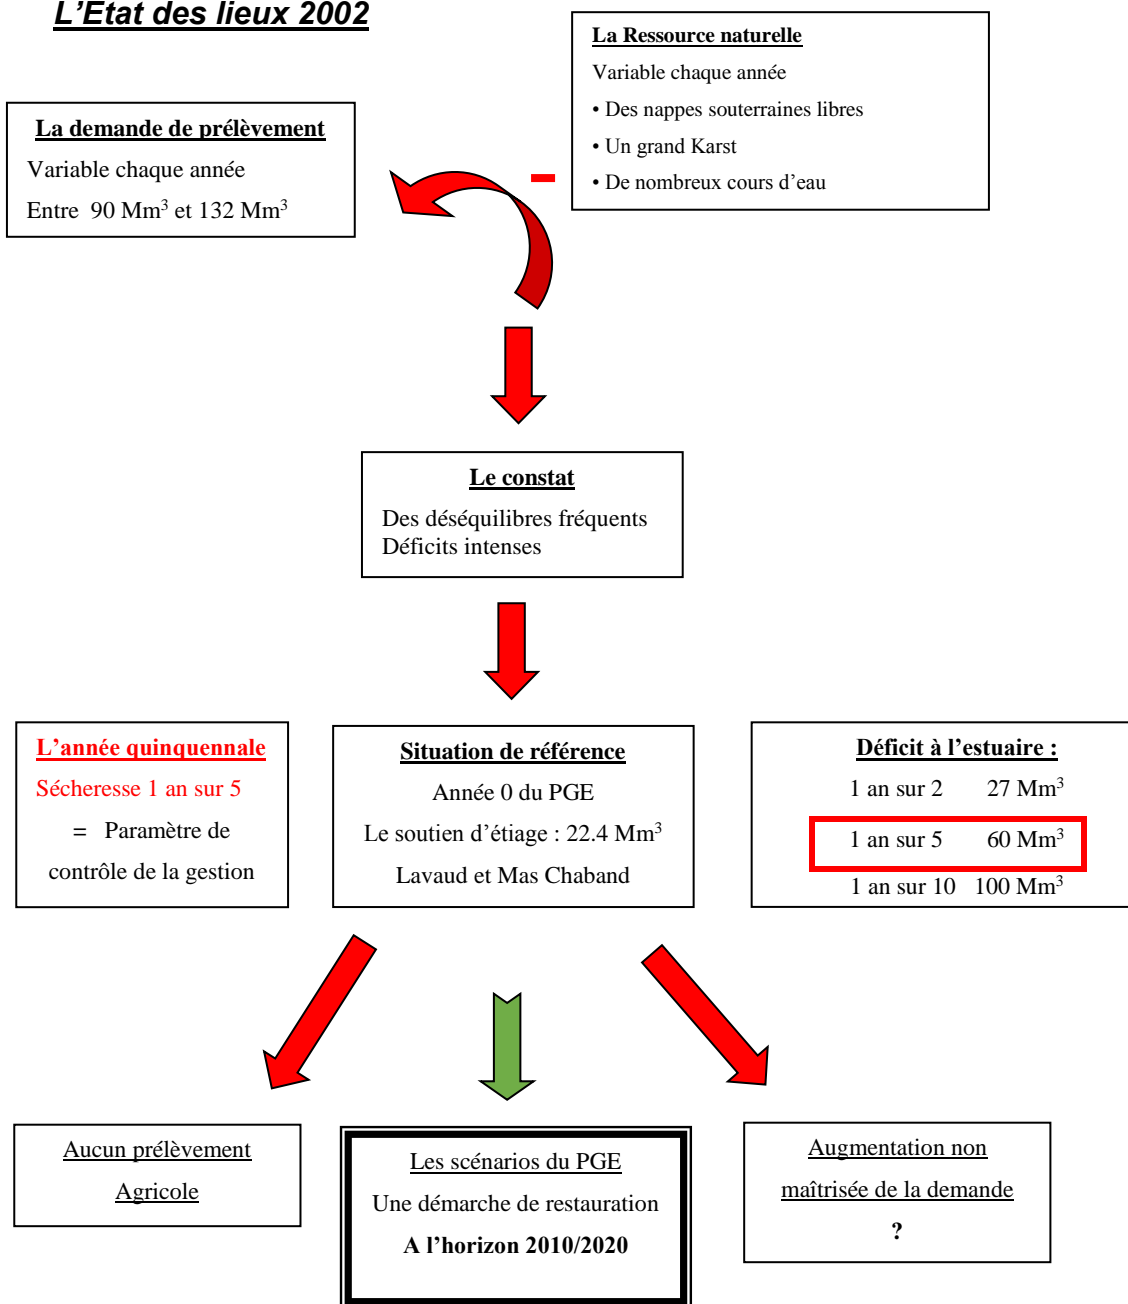 L'Etat des lieux 2002
La Ressource naturelle
Variable chaque année
• Des nappes souterraines libres
• Un grand Karst
• De nombreux cours d'eau
La demande de prélèvement
Variable chaque année
Entre 90 Mm³ et 132 Mm³
Le constat
Des déséquilibres fréquents
Déficits intenses
L'année quinquennale
Sécheresse 1 an sur 5
= Paramètre de
contrôle de la gestion
Situation de référence
Année 0 du PGE
Le soutien d'étiage : 22.4 Mm³
Lavaud et Mas Chaband
Déficit à l'estuaire :
1 an sur 2 27 Mm³
1 an sur 5 60 Mm³
1 an sur 10 100 Mm³
Aucun prélèvement
Agricole
Les scénarios du PGE
Une démarche de restauration
A l'horizon 2010/2020
Augmentation non
maîtrisée de la demande
?